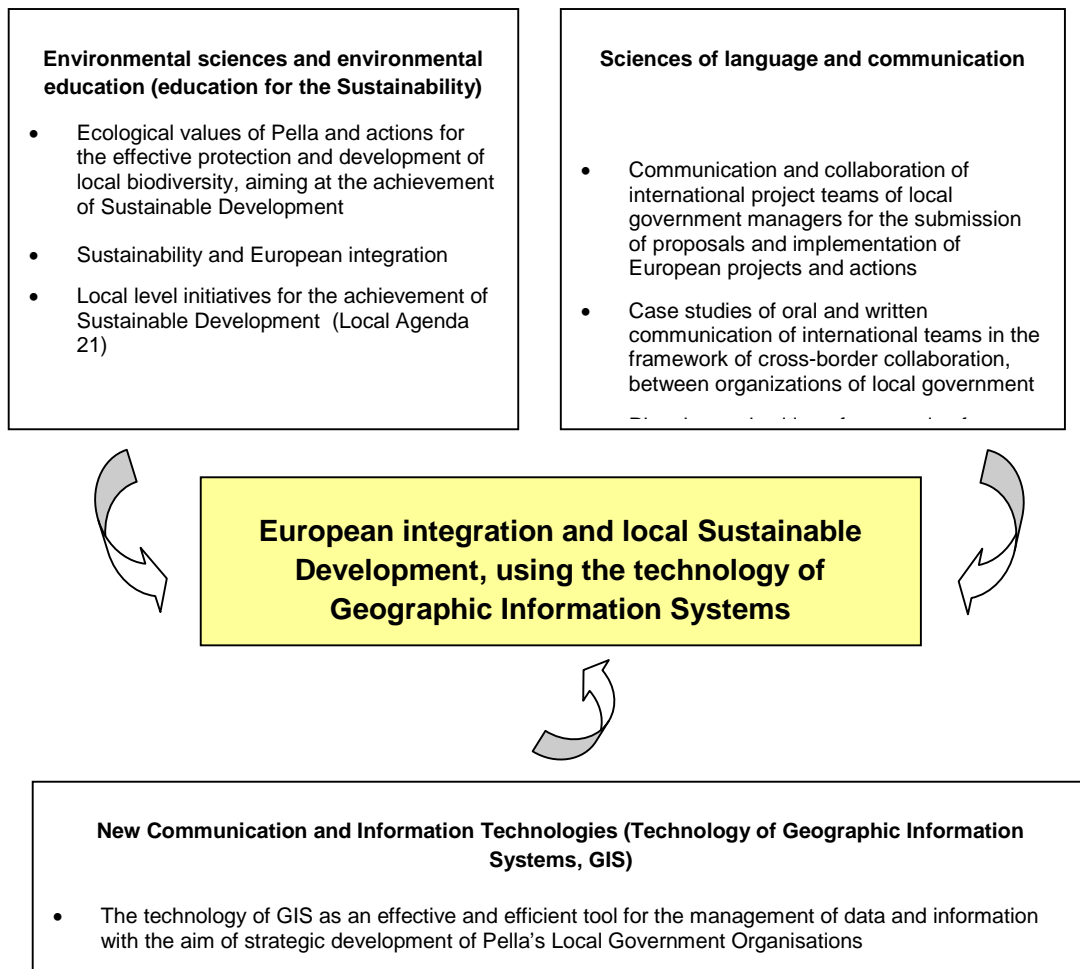 Environmental sciences and environmental
education (education for the Sustainability)
• Ecological values of Pella and actions for
the effective protection and development of
local biodiversity, aiming at the achievement
of Sustainable Development
• Sustainability and European integration
• Local level initiatives for the achievement of
Sustainable Development (Local Agenda
21)
Sciences of language and communication
• Communication and collaboration of
international project teams of local
government managers for the submission
of proposals and implementation of
European projects and actions
• Case studies of oral and written
communication of international teams in the
framework of cross-border collaboration,
between organizations of local government
European integration and local Sustainable
Development, using the technology of
Geographic Information Systems
New Communication and Information Technologies (Technology of Geographic Information
Systems, GIS)
• The technology of GIS as an effective and efficient tool for the management of data and information
with the aim of strategic development of Pella's Local Government Organisations